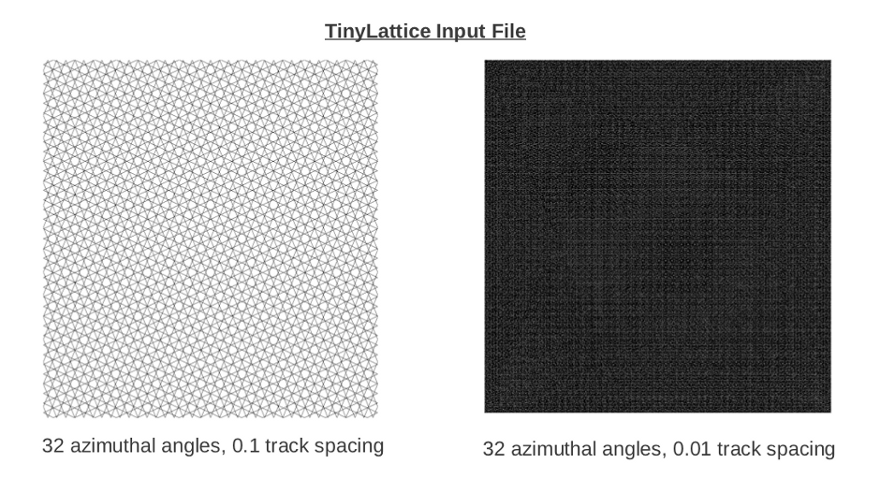 TinyLattice Input File
32 azimuthal angles, 0.1 track spacing
32 azimuthal angles, 0.01 track spacing